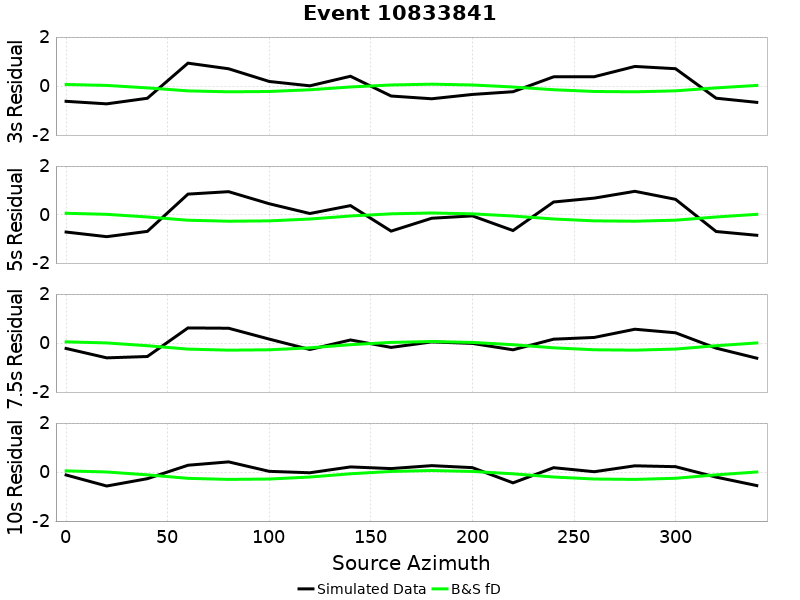 Event 10833841
3s Residual
2
0
-2
5s Residual
2
0
-2
7.5s Residual
2
0
-2
10s Residual
2
0
-2
0 50 100 150 200 250 300
Source Azimuth
Simulated Data B&S fD